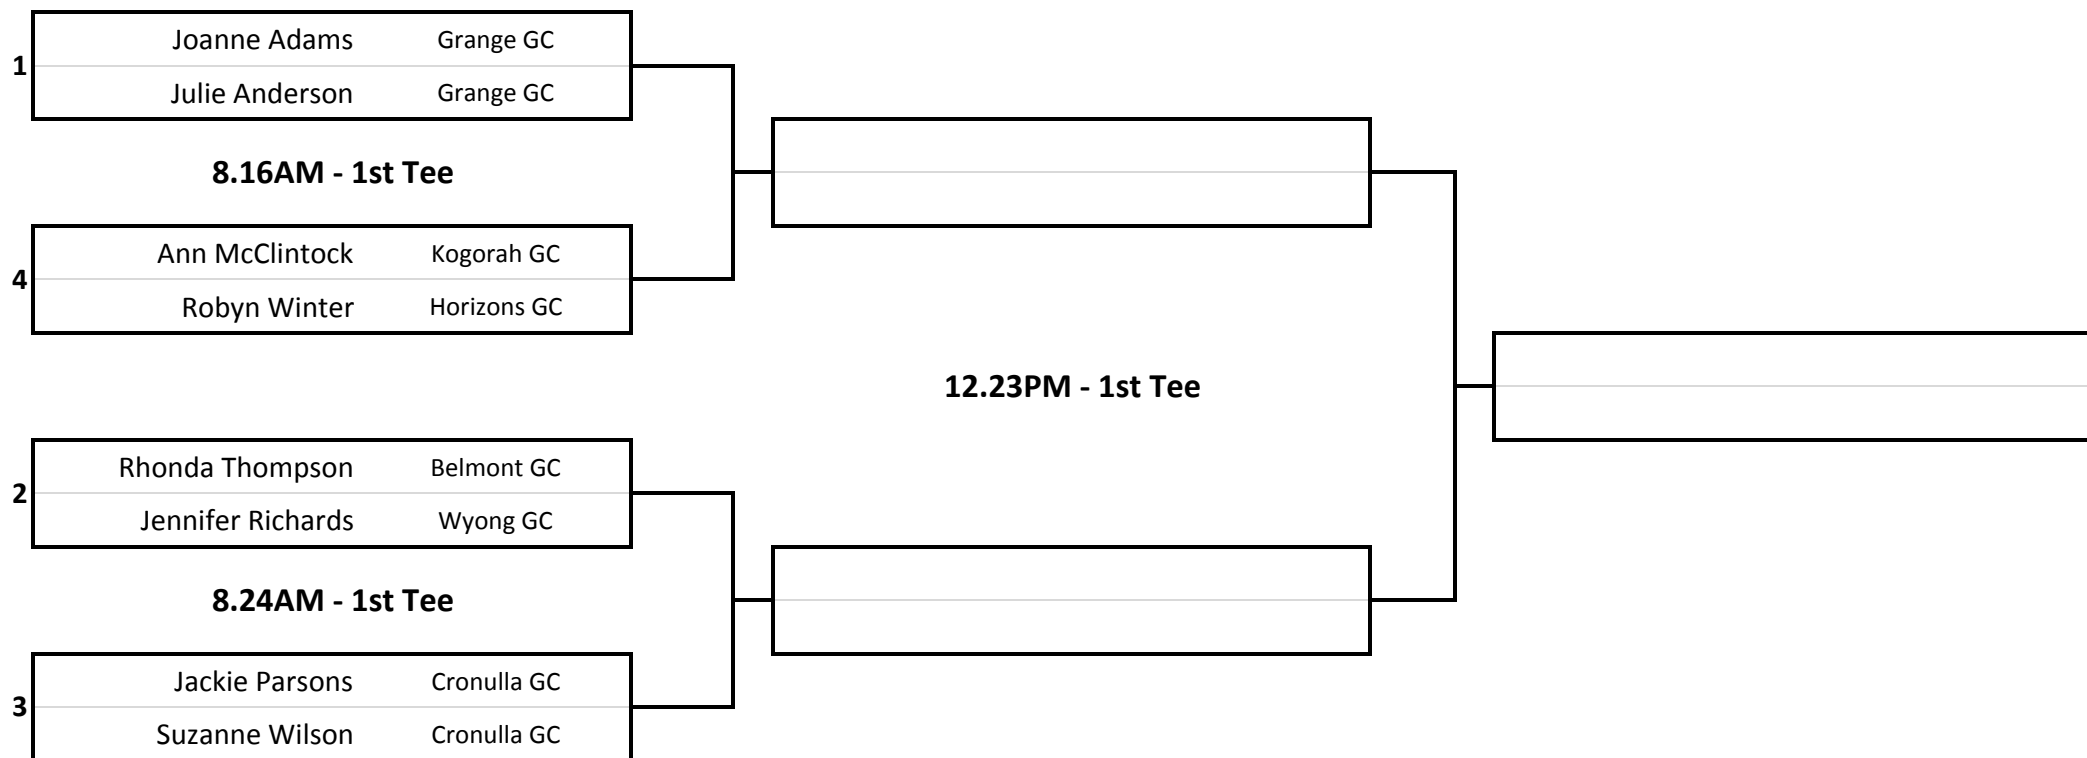 Joanne Adams Grange GC
1
Julie Anderson Grange GC
8.16AM - 1st Tee
Ann McClintock Kogorah GC
4
Robyn Winter Horizons GC
12.23PM - 1st Tee
Rhonda Thompson Belmont GC
2
Jennifer Richards Wyong GC
8.24AM - 1st Tee
Jackie Parsons Cronulla GC
3
Suzanne Wilson Cronulla GC